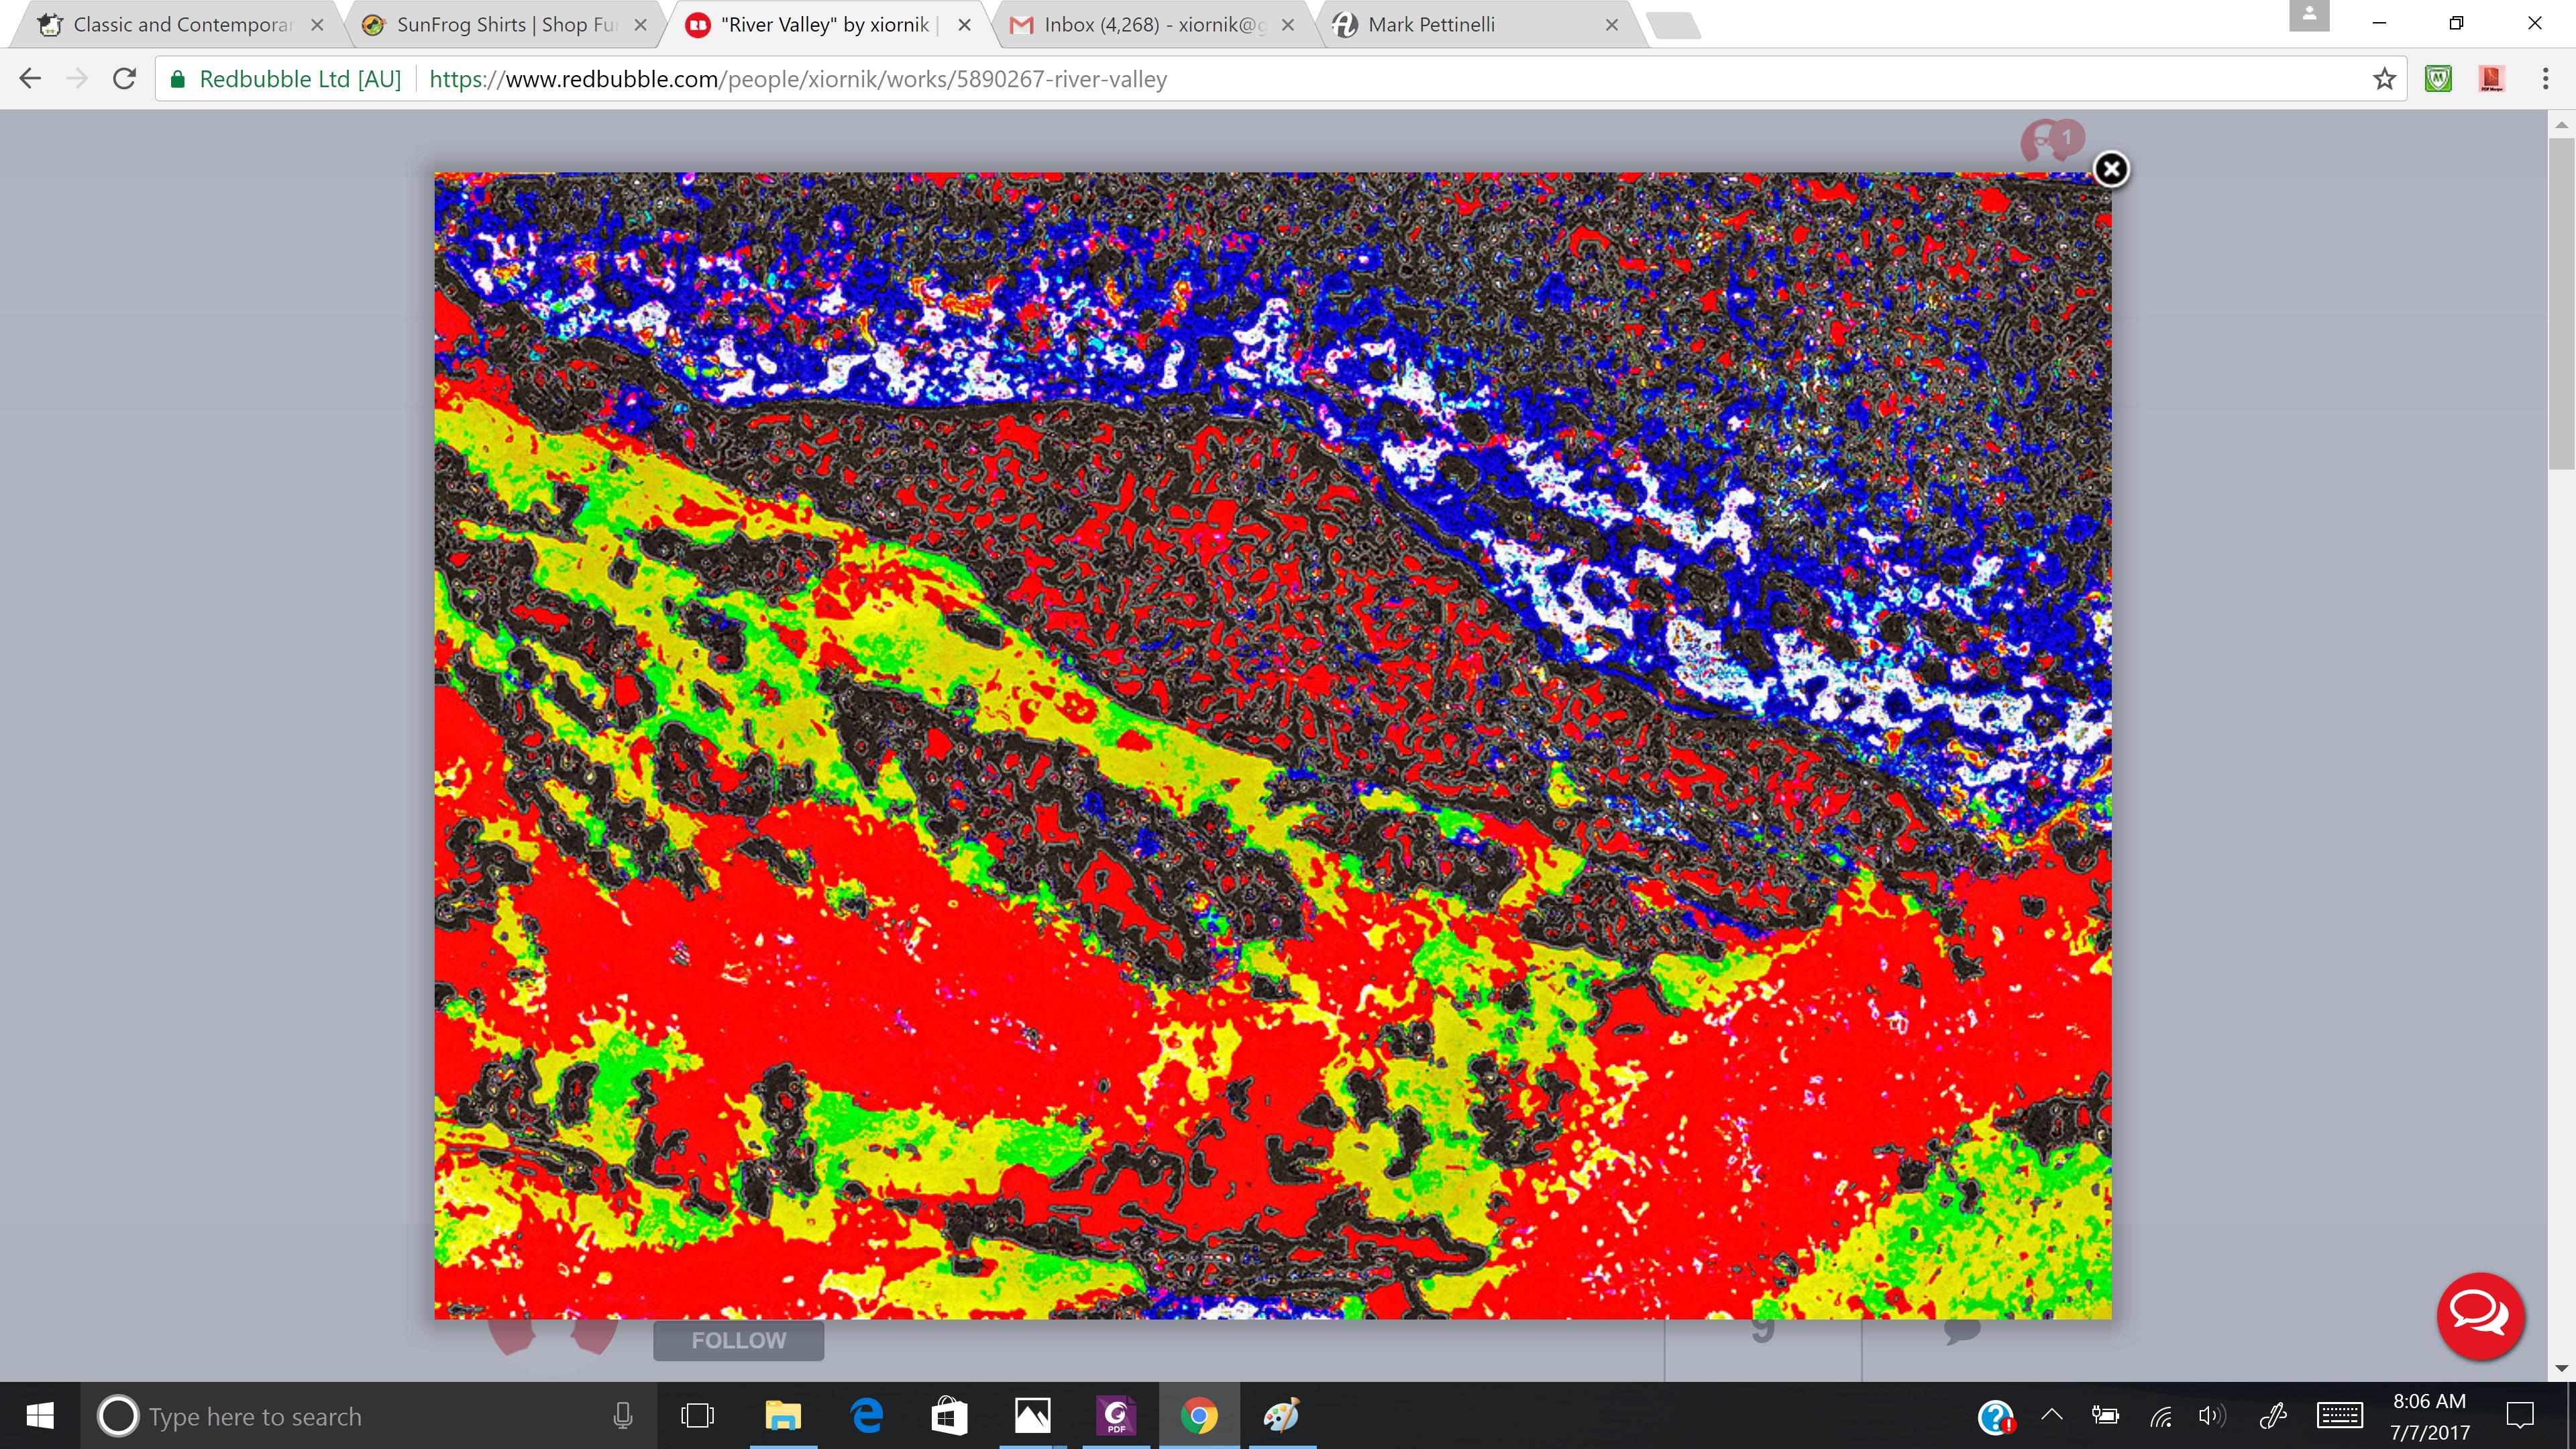 Classic and Contemporar
SunFrog Shirts | Shop Fu
"River Valley" by xiornik |
Inbox (4,268) - xiornik@g
Mark Pettinelli
Redbubble Ltd [AU]
https://www.redbubble.com/people/xiornik/works/5890267-river-valley
1
FOLLOW
9
Type here to search
PDF
8:06 AM
7/7/2017